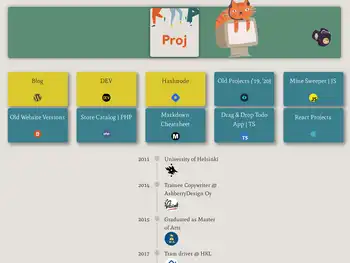 Proj
Blog
DEV
Hashnode
Old Projects ('19, '20)
Mine Sweeper | TS
JS
Old Website Versions
Store Catalog | PHP
Markdown
Cheatsheet
M
Drag & Drop Todo
App | TS
TS
React Projects
2011
University of Helsinki
2014
Trainee Copywriter @
AshberryDesign Oy
2015
Graduated as Master
of Arts
2017
Tram driver @ HKL